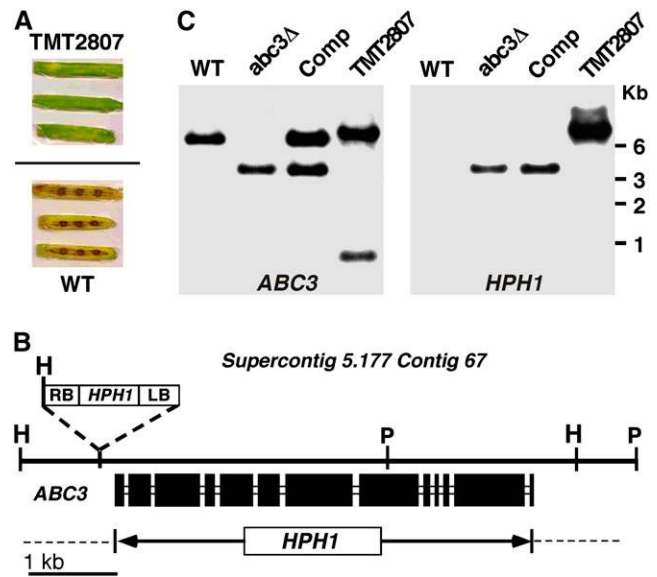 A
TMT2807
WT
C
WT abc3Δ Comp TMT2807
WT abc3Δ Comp TMT2807
Kb
6
3
2
1
ABC3
HPH1
B
Supercontig 5.177 Contig 67
H
RB HPH1 LB
H P H P
ABC3
HPH1
1 kb